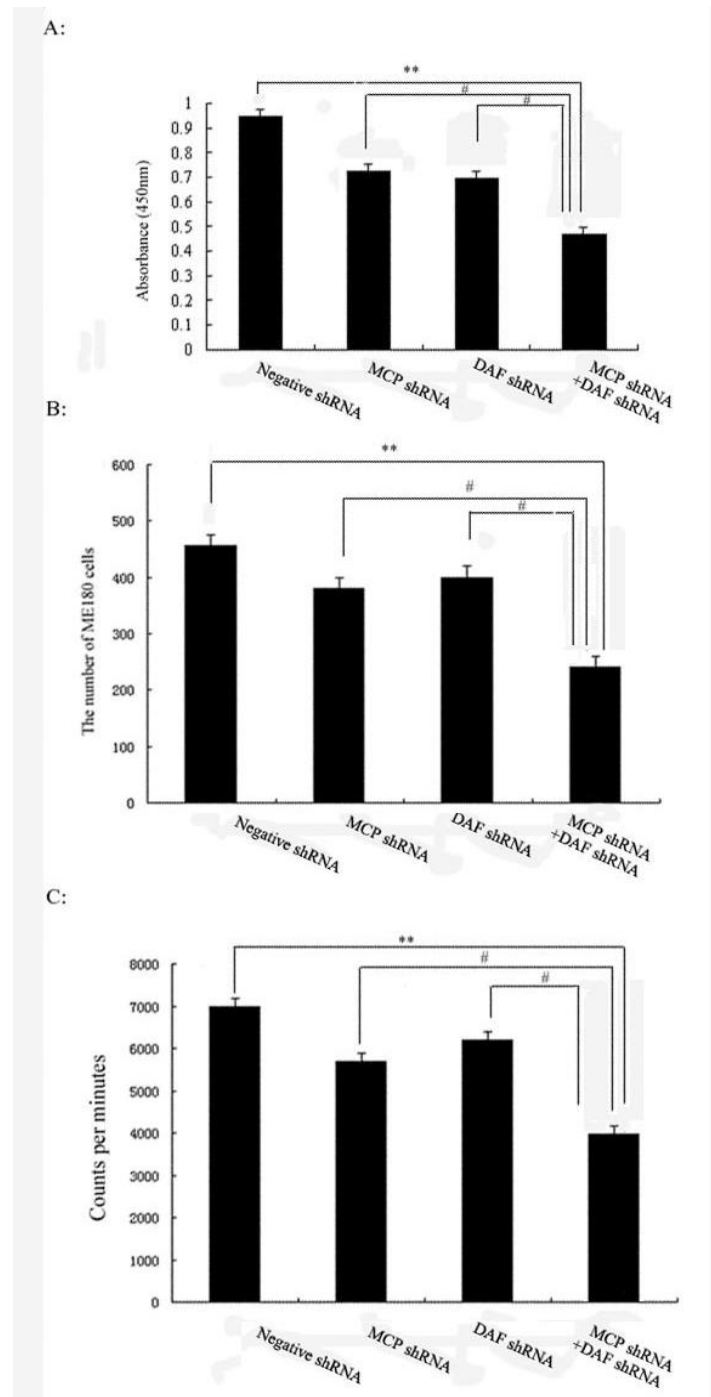 A:
**
#
#
1
0.9
0.8
0.7
0.6
0.5
0.4
0.3
0.2
0.1
0
Absorbance (450nm)
Negative shRNA
MCP shRNA
DAF shRNA
MCP shRNA
+DAF shRNA
B:
**
#
#
600
500
400
300
200
100
0
The number of ME180 cells
Negative shRNA
MCP shRNA
DAF shRNA
MCP shRNA
+DAF shRNA
C:
**
#
#
8000
7000
6000
5000
4000
3000
2000
1000
0
Counts per minutes
Negative shRNA
MCP shRNA
DAF shRNA
MCP shRNA
+DAF shRNA